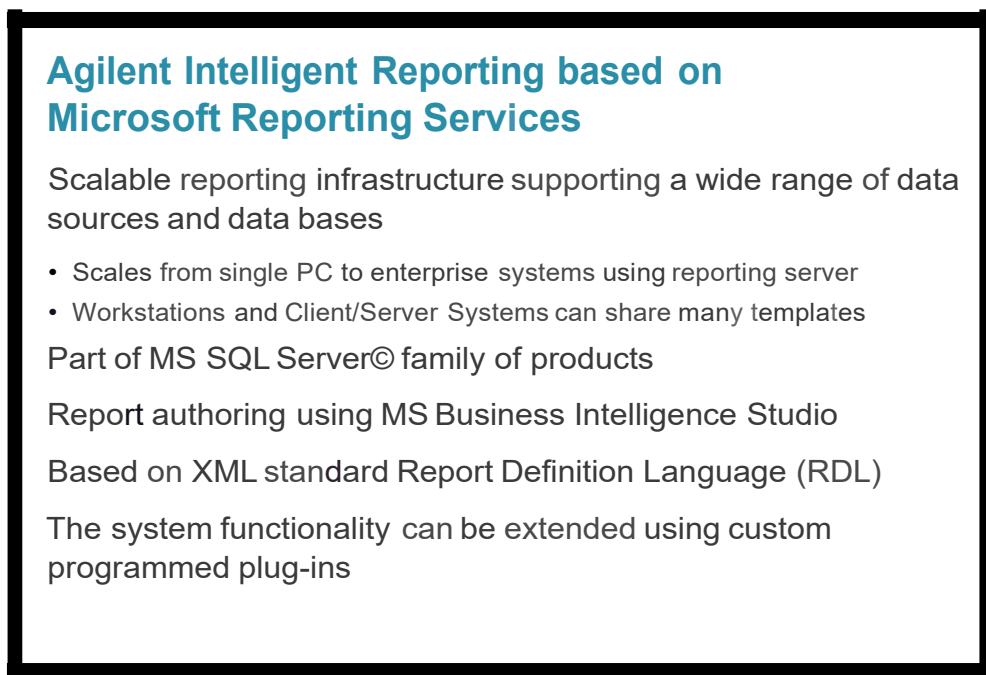 Agilent Intelligent Reporting based on
Microsoft Reporting Services
Scalable reporting infrastructure supporting a wide range of data
sources and data bases
• Scales from single PC to enterprise systems using reporting server
• Workstations and Client/Server Systems can share many templates
Part of MS SQL Server© family of products
Report authoring using MS Business Intelligence Studio
Based on XML standard Report Definition Language (RDL)
The system functionality can be extended using custom
programmed plug-ins